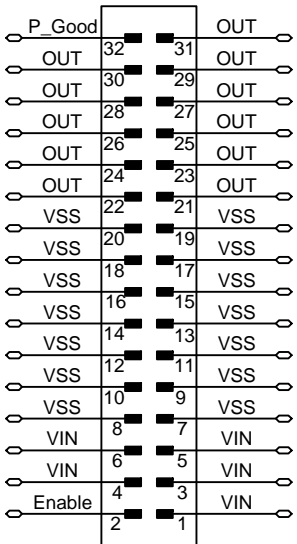 P_Good 32 31 OUT
OUT 30 29 OUT
OUT 28 27 OUT
OUT 26 25 OUT
OUT 24 23 OUT
OUT 22 21 OUT
VSS 20 19 VSS
VSS 18 17 VSS
VSS 16 15 VSS
VSS 14 13 VSS
VSS 12 11 VSS
VSS 10 9 VSS
VSS 8 7 VSS
VIN 6 5 VIN
VIN 4 3 VIN
Enable 2 1 VIN